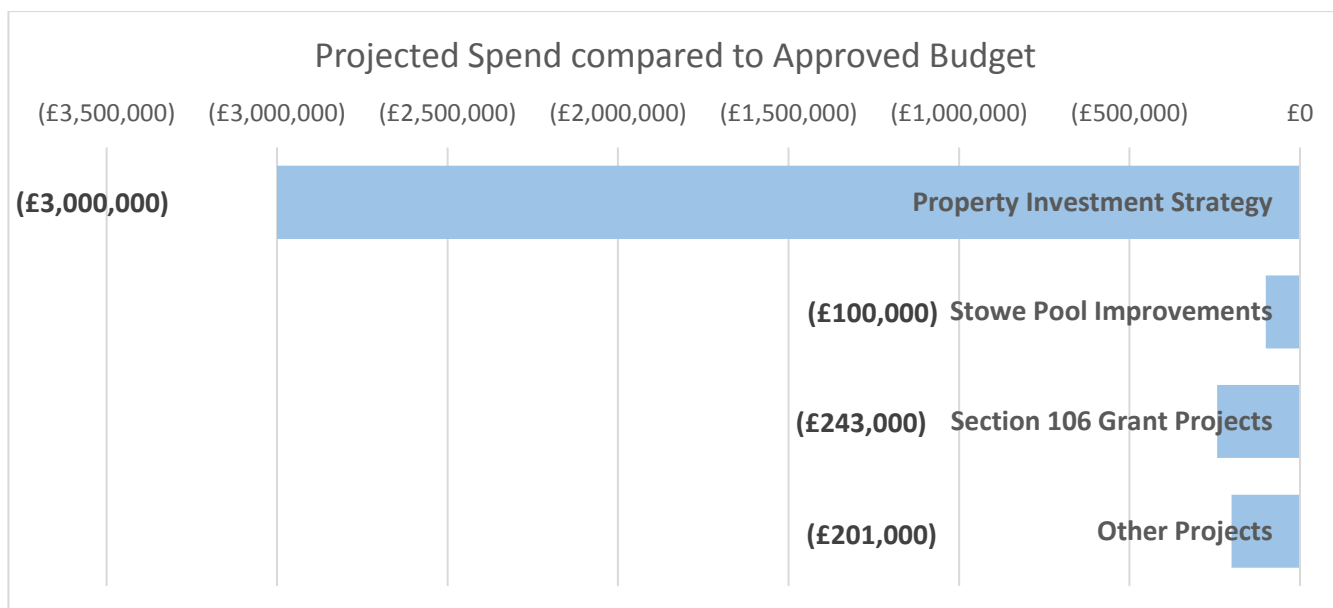 Projected Spend compared to Approved Budget
(£3,500,000) (£3,000,000) (£2,500,000) (£2,000,000) (£1,500,000) (£1,000,000) (£500,000) £0
(£3,000,000) Property Investment Strategy
(£100,000) Stowe Pool Improvements
(£243,000) Section 106 Grant Projects
(£201,000) Other Projects